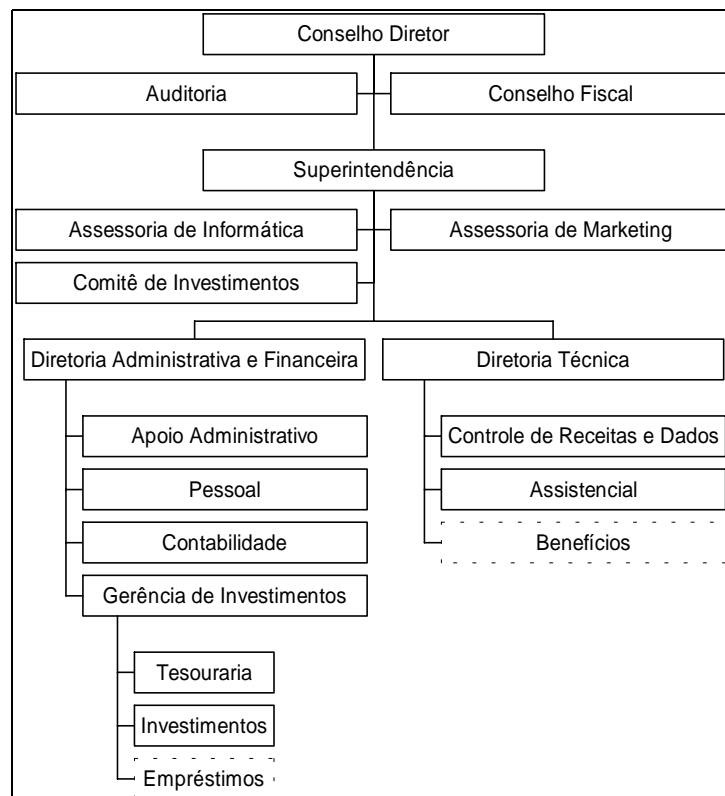 Conselho Diretor
Auditoria
Conselho Fiscal
Superintendência
Assessoria de Informática
Assessoria de Marketing
Comitê de Investimentos
Diretoria Administrativa e Financeira
Diretoria Técnica
Apoio Administrativo
Controle de Receitas e Dados
Pessoal
Assistencial
Contabilidade
Benefícios
Gerência de Investimentos
Tesouraria
Investimentos
Empréstimos